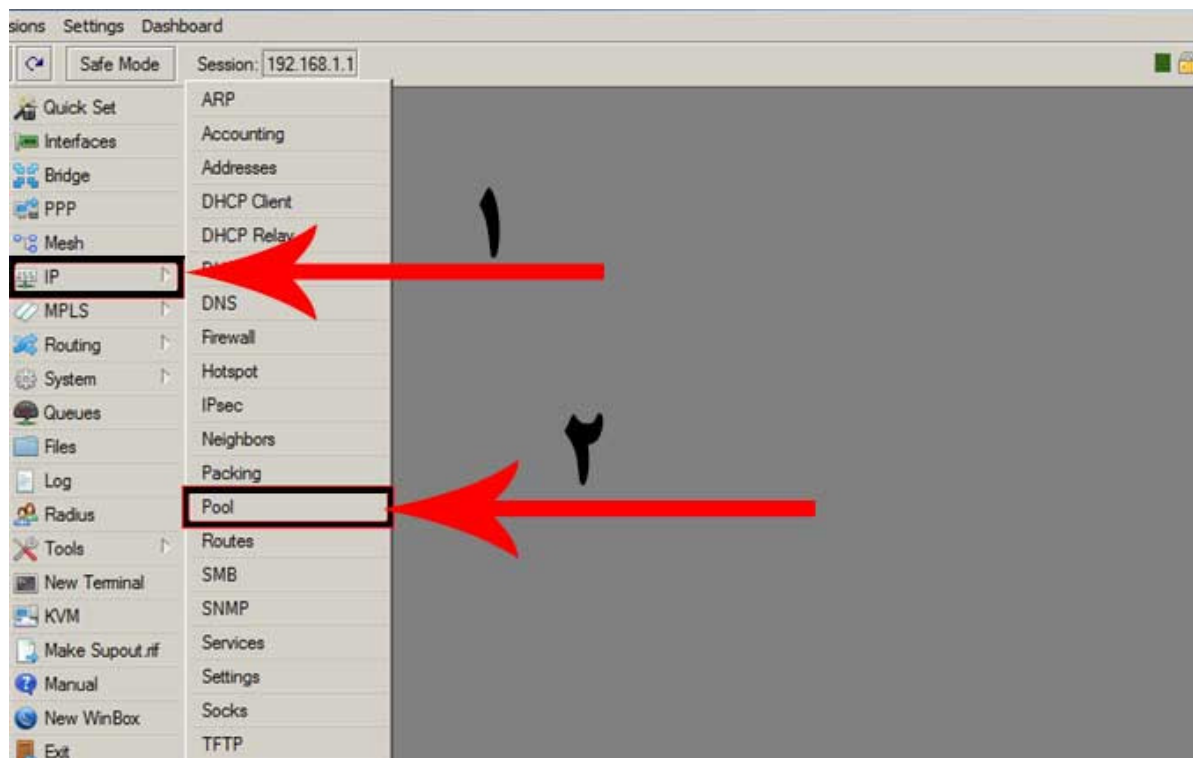 sions Settings Dashboard
Safe Mode Session: 192.168.1.1
Quick Set
Interfaces
Bridge
PPP
Mesh
IP
MPLS
Routing
System
Queues
Files
Log
Radius
Tools
New Terminal
KVM
Make Supout.rif
Manual
New WinBox
Exit
ARP
Accounting
Addresses
DHCP Client
DHCP Relay
DNS
Firewall
Hotspot
IPsec
Neighbors
Packing
Pool
Routes
SMB
SNMP
Services
Settings
Socks
TFTP
۱
۲